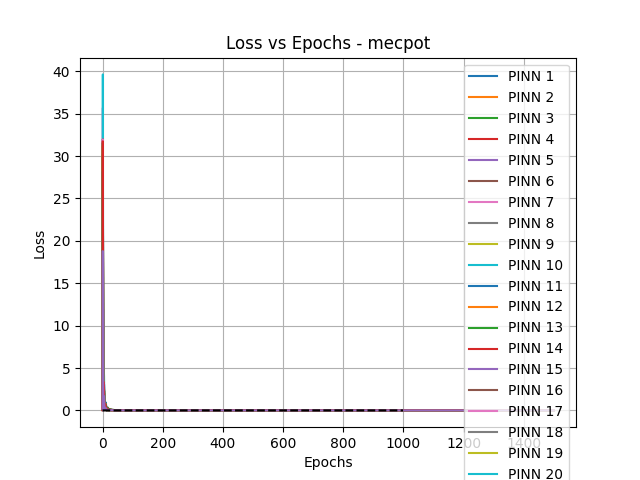 Loss vs Epochs - mecpot
40
35
30
25
20
15
10
5
0
Loss
0
200
400
600
800
1000
1200
1400
Epochs
PINN 1
PINN 2
PINN 3
PINN 4
PINN 5
PINN 6
PINN 7
PINN 8
PINN 9
PINN 10
PINN 11
PINN 12
PINN 13
PINN 14
PINN 15
PINN 16
PINN 17
PINN 18
PINN 19
PINN 20